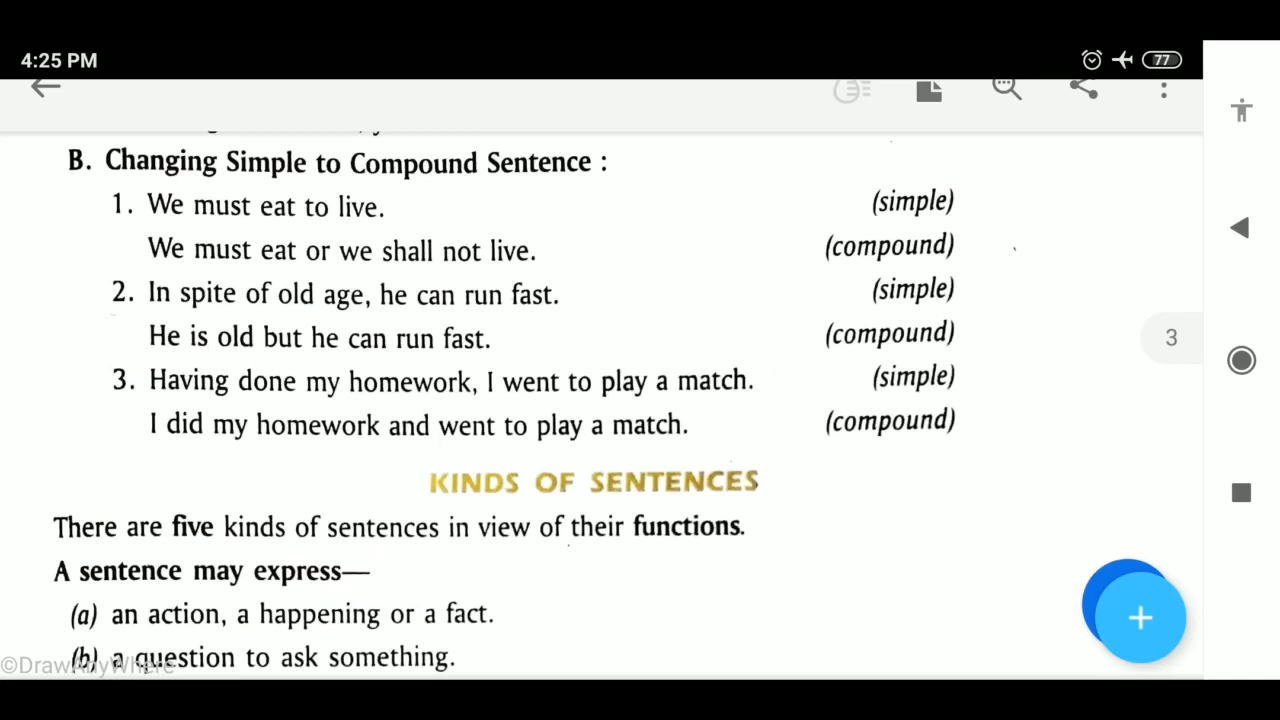 4:25 PM
77
B. Changing Simple to Compound Sentence :
1. We must eat to live. (simple)
We must eat or we shall not live. (compound)
2. In spite of old age, he can run fast. (simple)
He is old but he can run fast. (compound)
3
3. Having done my homework, I went to play a match. (simple)
I did my homework and went to play a match. (compound)
KINDS OF SENTENCES
There are five kinds of sentences in view of their functions.
A sentence may express—
(a) an action, a happening or a fact.
(b) a question to ask something.
©DrawAnyWhere